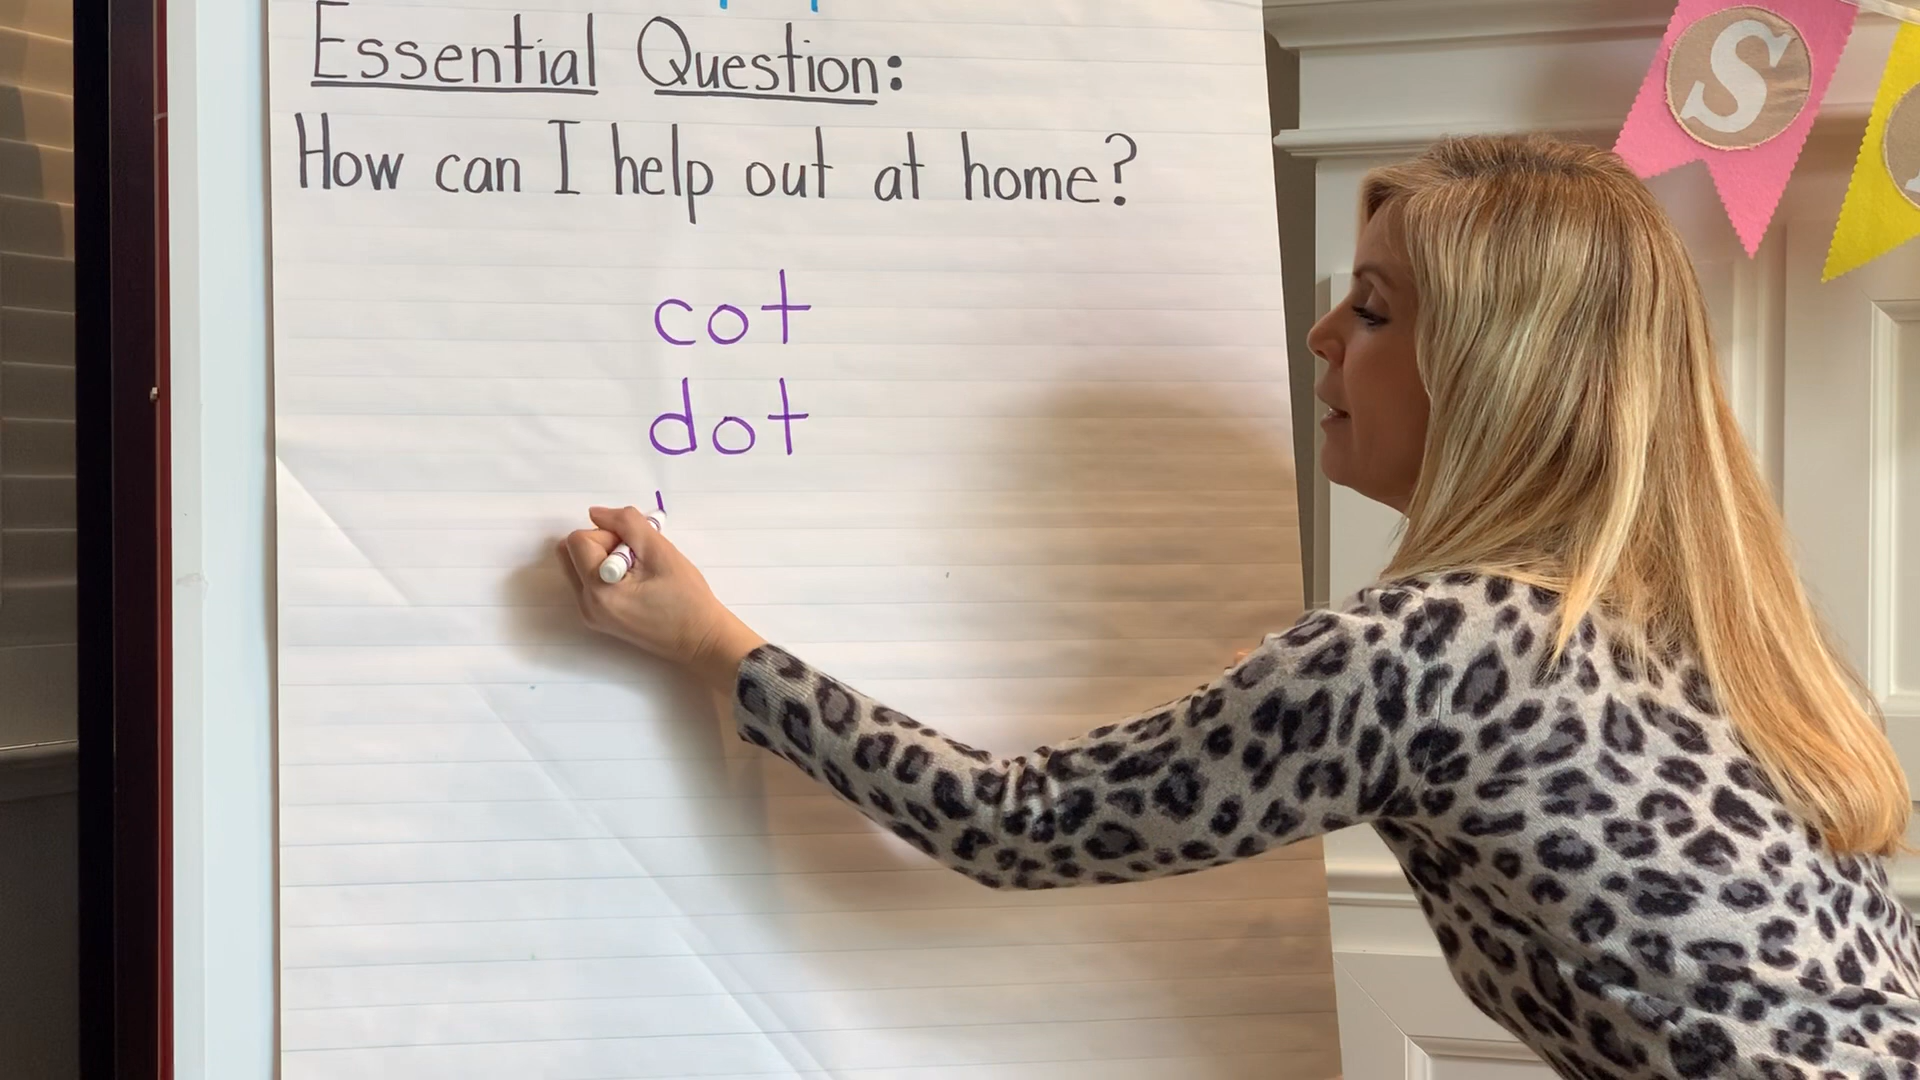 Essential Question:
How can I help out at home?
cot
dot
S